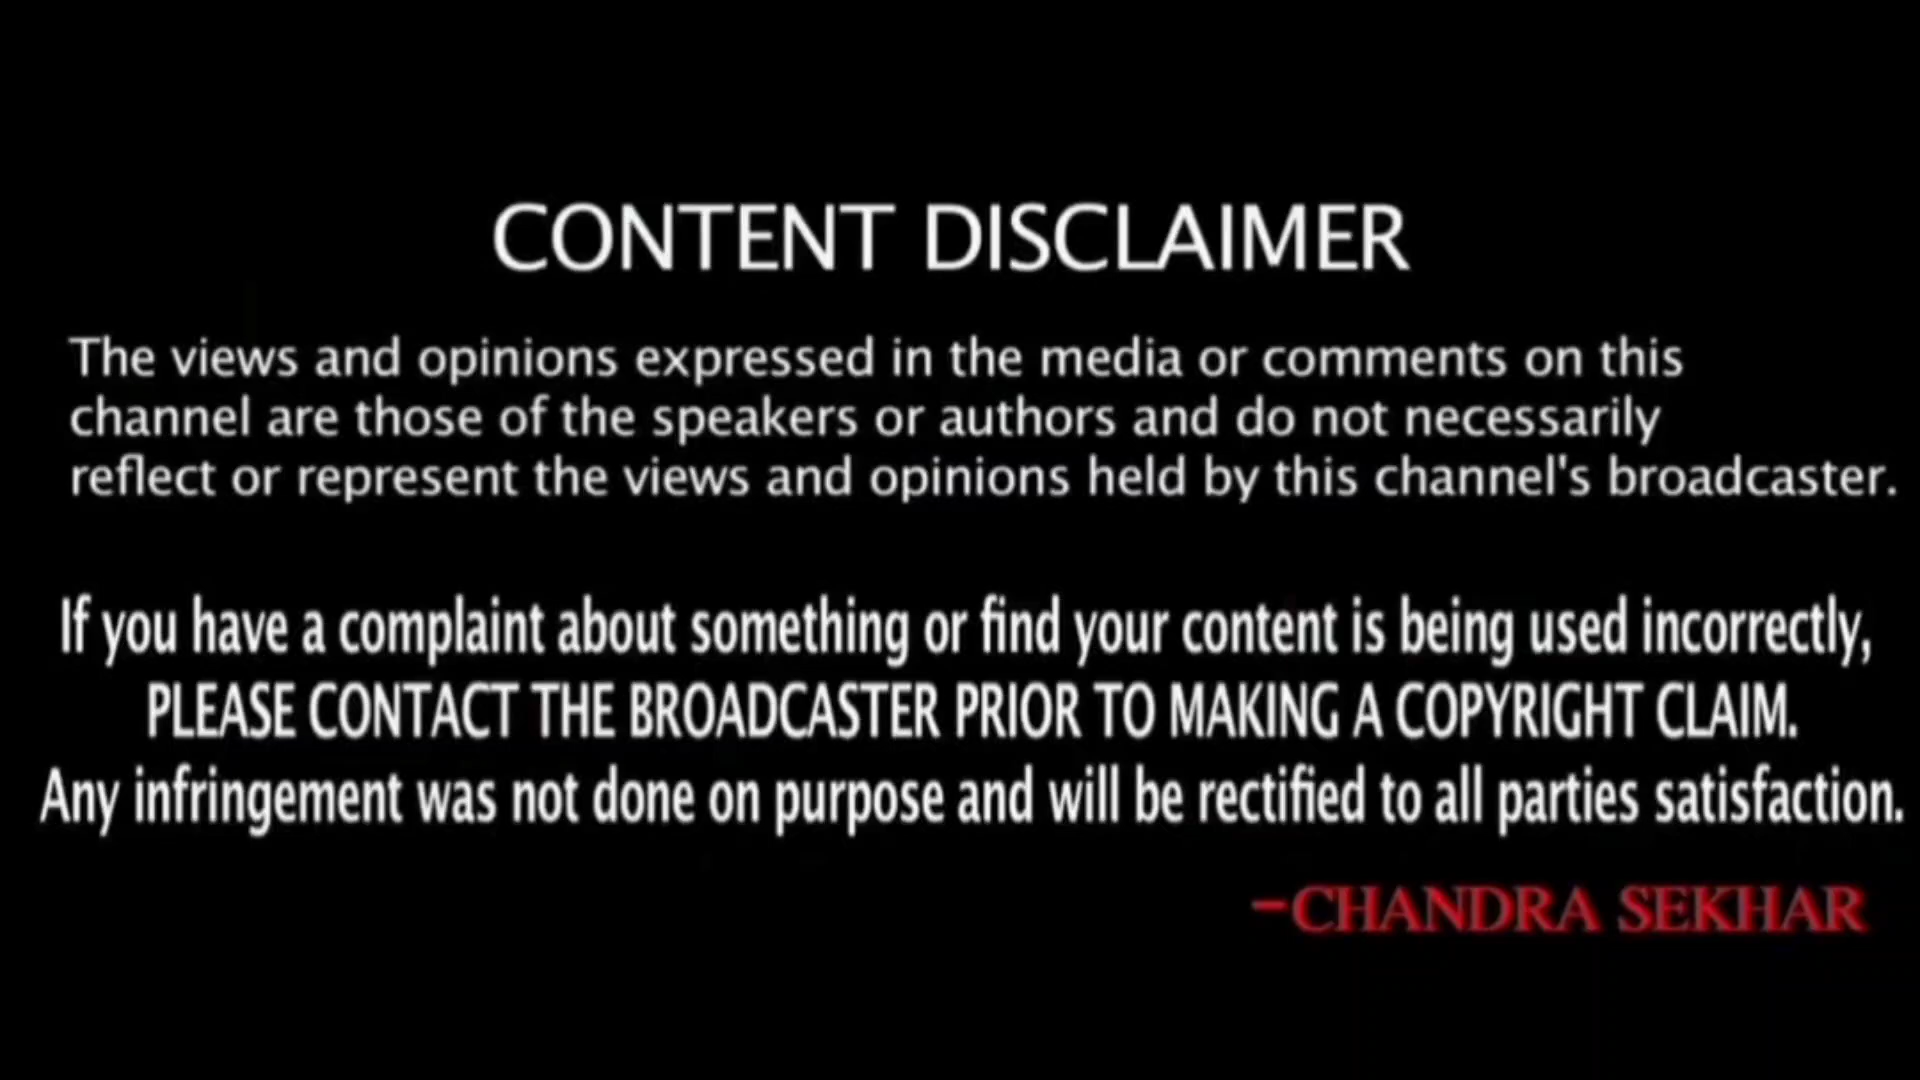 CONTENT DISCLAIMER
The views and opinions expressed in the media or comments on this
channel are those of the speakers or authors and do not necessarily
reflect or represent the views and opinions held by this channel's broadcaster.
If you have a complaint about something or find your content is being used incorrectly,
PLEASE CONTACT THE BROADCASTER PRIOR TO MAKING A COPYRIGHT CLAIM.
Any infringement was not done on purpose and will be rectified to all parties satisfaction.
-CHANDRA SEKHAR